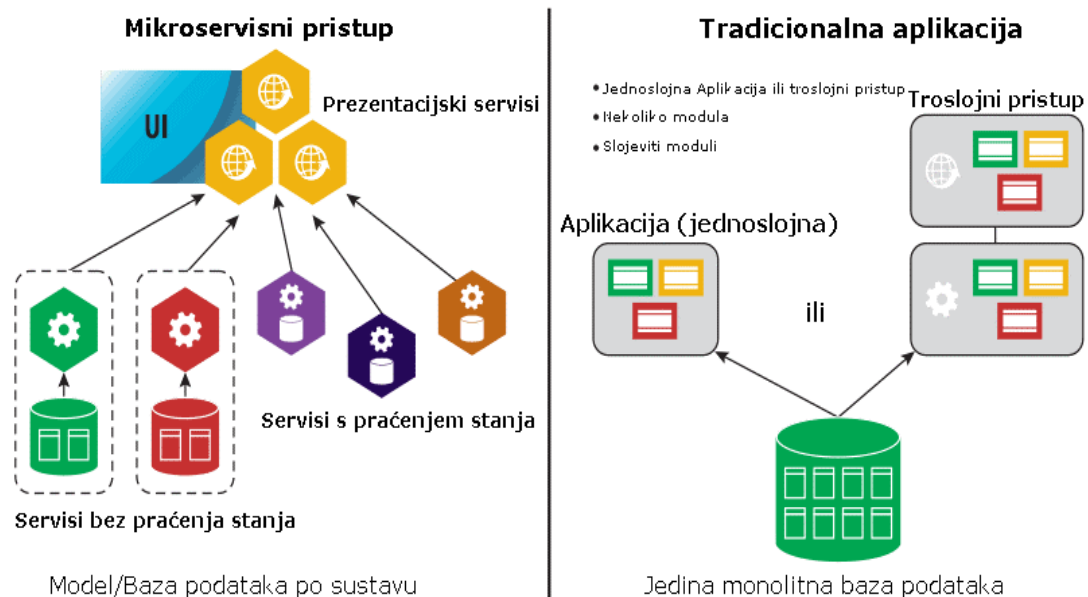 Mikroservisni pristup
UI
Prezentacijski servisi
Servisi s praćenjem stanja
Servisi bez praćenja stanja
Model/Baza podataka po sustavu
Tradicionalna aplikacija
• Jednoslojna Aplikacija ili troslojni pristup
• Nekoliko modula
• Slojeviti moduli
Troslojni pristup
Aplikacija (jednoslojna)
ili
Jedina monolitna baza podataka